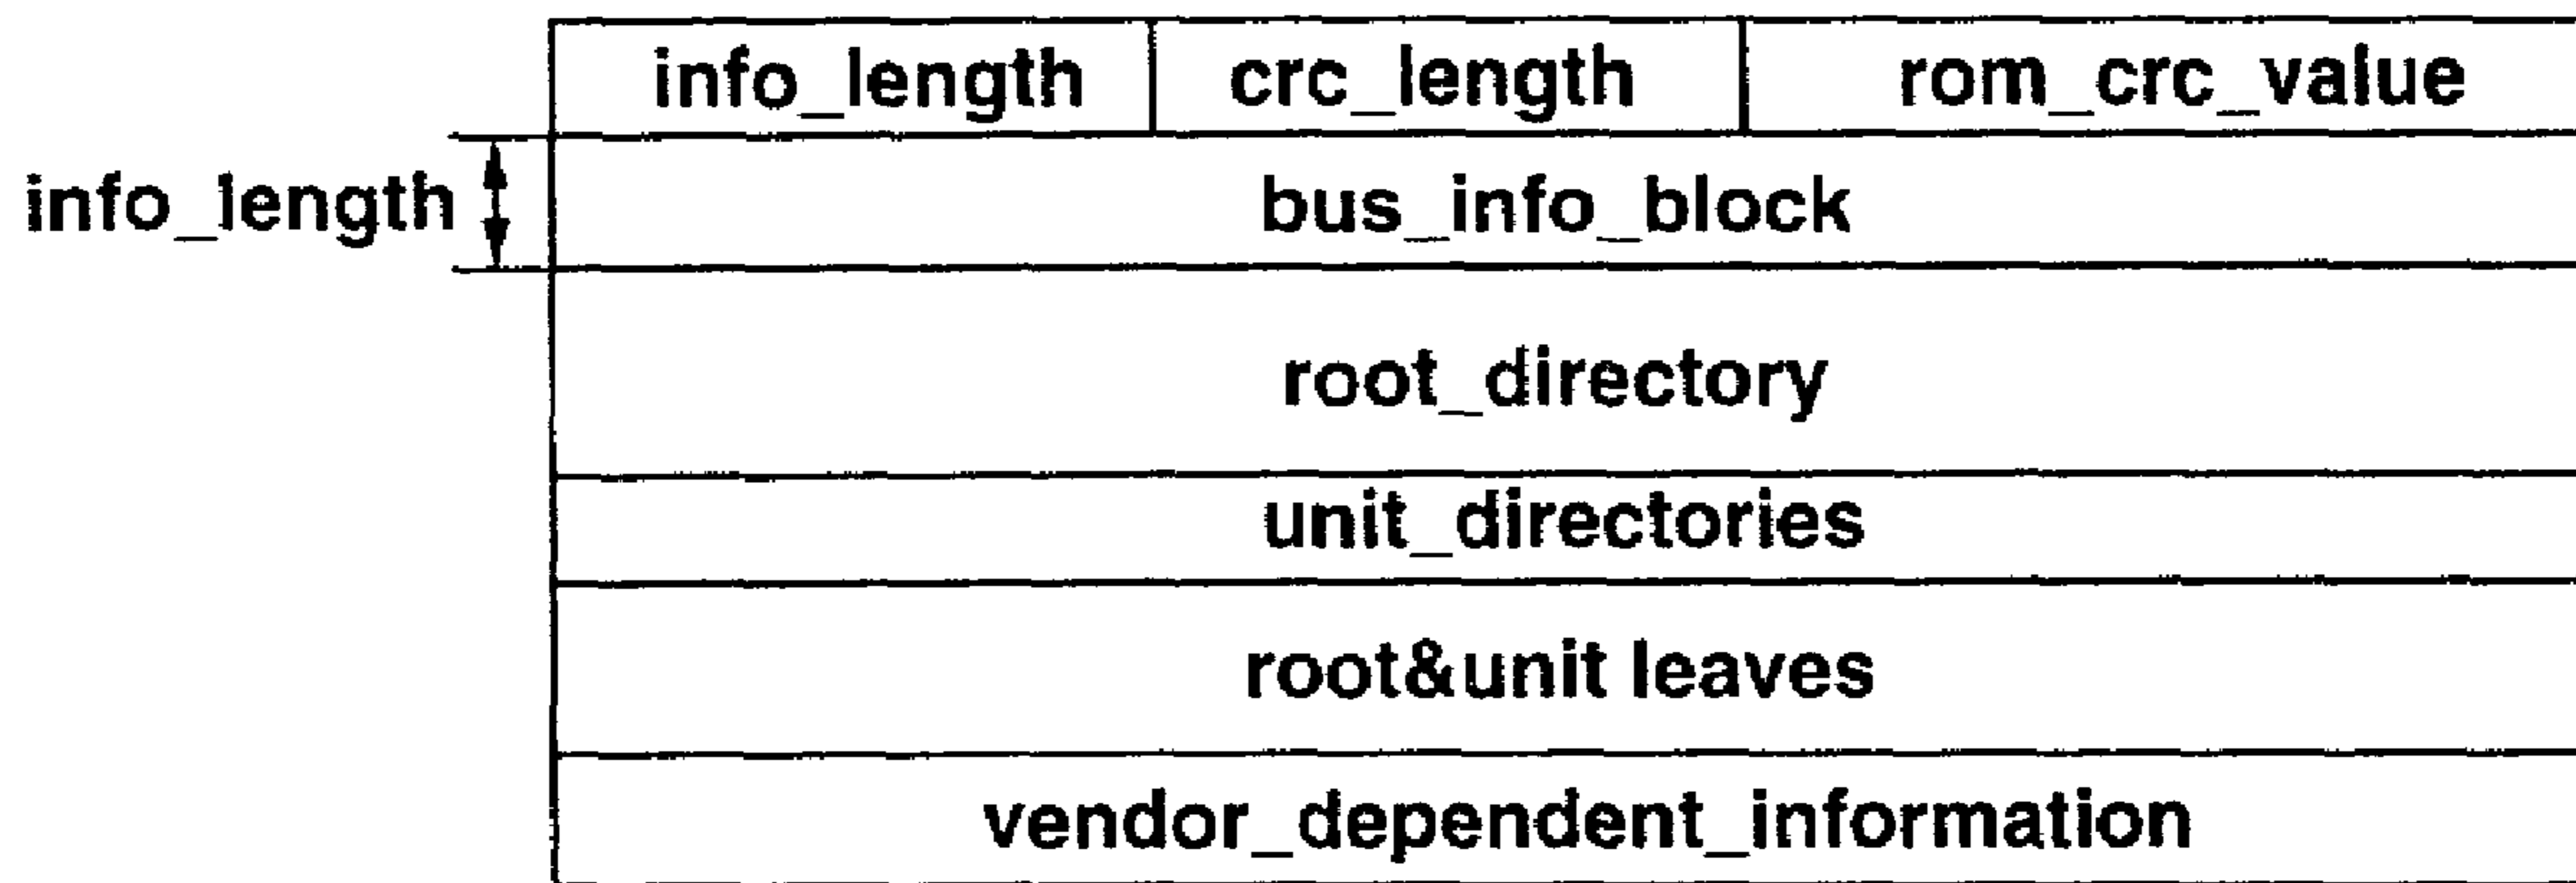 info_length crc_length rom_crc_value
info_length bus_info_block
root_directory
unit_directories
root&unit leaves
vendor_dependent_information